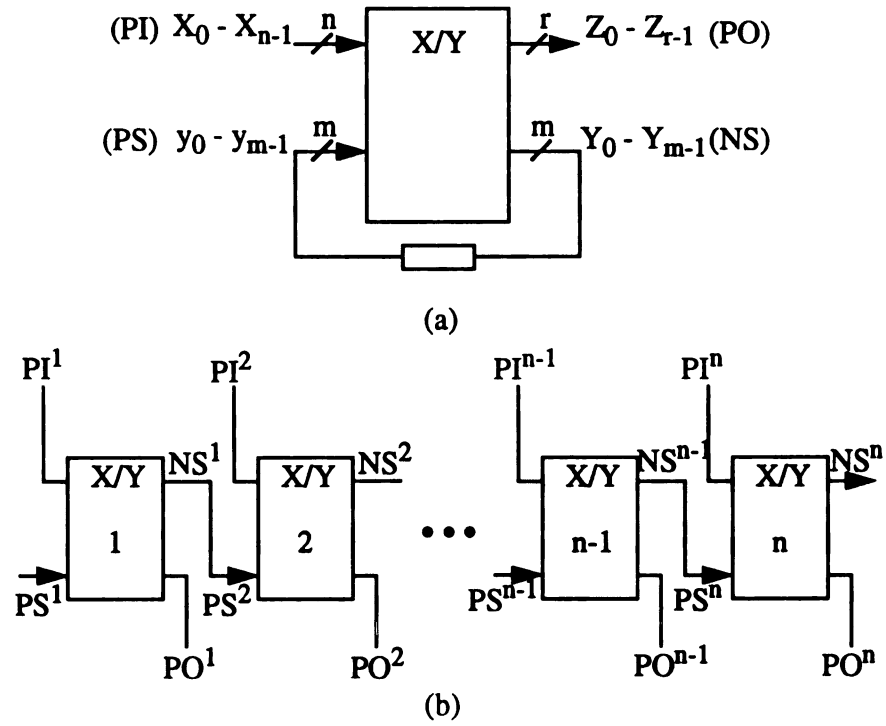 (PI) X₀ - Xₙ₋₁ n X/Y r Z₀ - Zᵣ₋₁ (PO)
(PS) y₀ - yₘ₋₁ m m Y₀ - Yₘ₋₁(NS)
(a)
PI¹ PI² PIⁿ⁻¹ PIⁿ
X/Y NS¹ X/Y NS² X/Y NSⁿ⁻¹ X/Y NSⁿ
1 2 ••• n-1 n
PS¹ PS² PSⁿ⁻¹ PSⁿ
PO¹ PO² POⁿ⁻¹ POⁿ
(b)